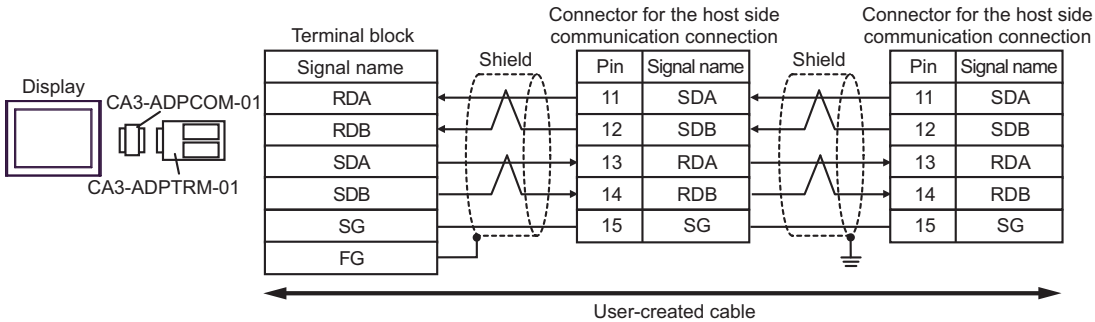 Connector for the host side
communication connection
Connector for the host side
communication connection
Terminal block
Display
CA3-ADPCOM-01
CA3-ADPTRM-01
Signal name
Shield
Pin Signal name
Shield
Pin Signal name
RDA
11 SDA
11 SDA
RDB
12 SDB
12 SDB
SDA
13 RDA
13 RDA
SDB
14 RDB
14 RDB
SG
15 SG
15 SG
FG
User-created cable